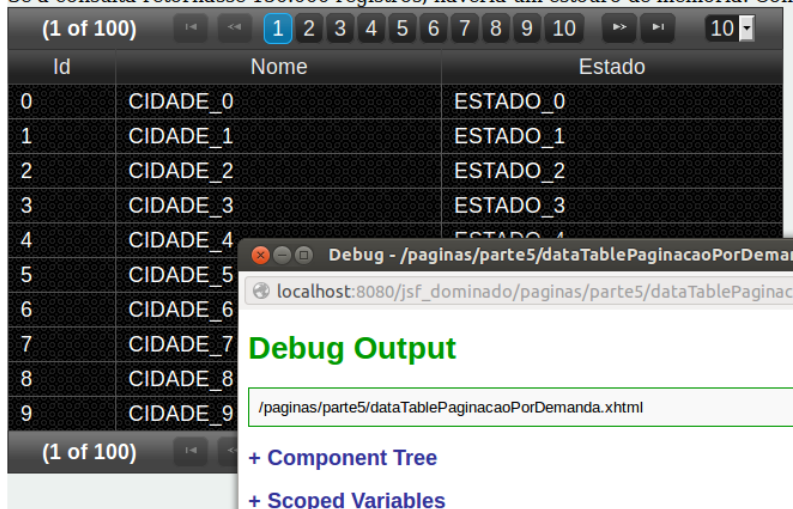 (1 of 100) 1 2 3 4 5 6 7 8 9 10 10
Id Nome Estado
0 CIDADE_0 ESTADO_0
1 CIDADE_1 ESTADO_1
2 CIDADE_2 ESTADO_2
3 CIDADE_3 ESTADO_3
4 CIDADE_4
5 CIDADE_5
6 CIDADE_6
7 CIDADE_7
8 CIDADE_8
9 CIDADE_9
(1 of 100)
Debug - /paginas/parte5/dataTablePaginacaoPorDeman
localhost:8080/jsf_dominado/paginas/parte5/dataTablePaginac
Debug Output
/paginas/parte5/dataTablePaginacaoPorDemanda.xhtml
+ Component Tree
+ Scoped Variables